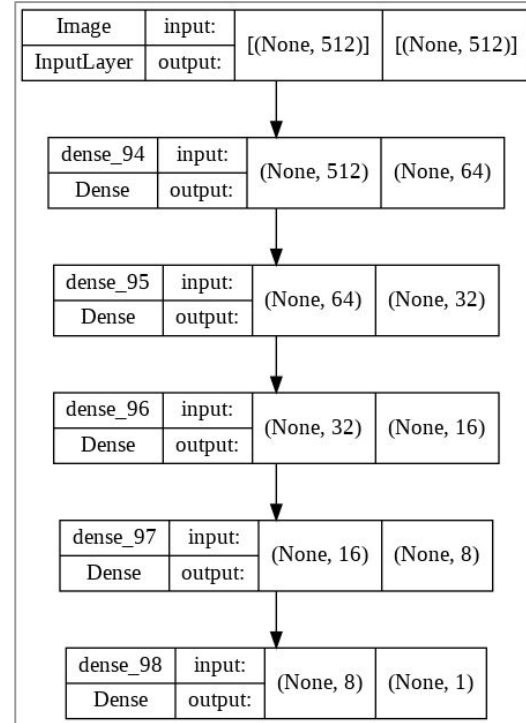 Image input: [(None, 512)] [(None, 512)]
InputLayer output:
dense_94 input: (None, 512) (None, 64)
Dense output:
dense_95 input: (None, 64) (None, 32)
Dense output:
dense_96 input: (None, 32) (None, 16)
Dense output:
dense_97 input: (None, 16) (None, 8)
Dense output:
dense_98 input: (None, 8) (None, 1)
Dense output: